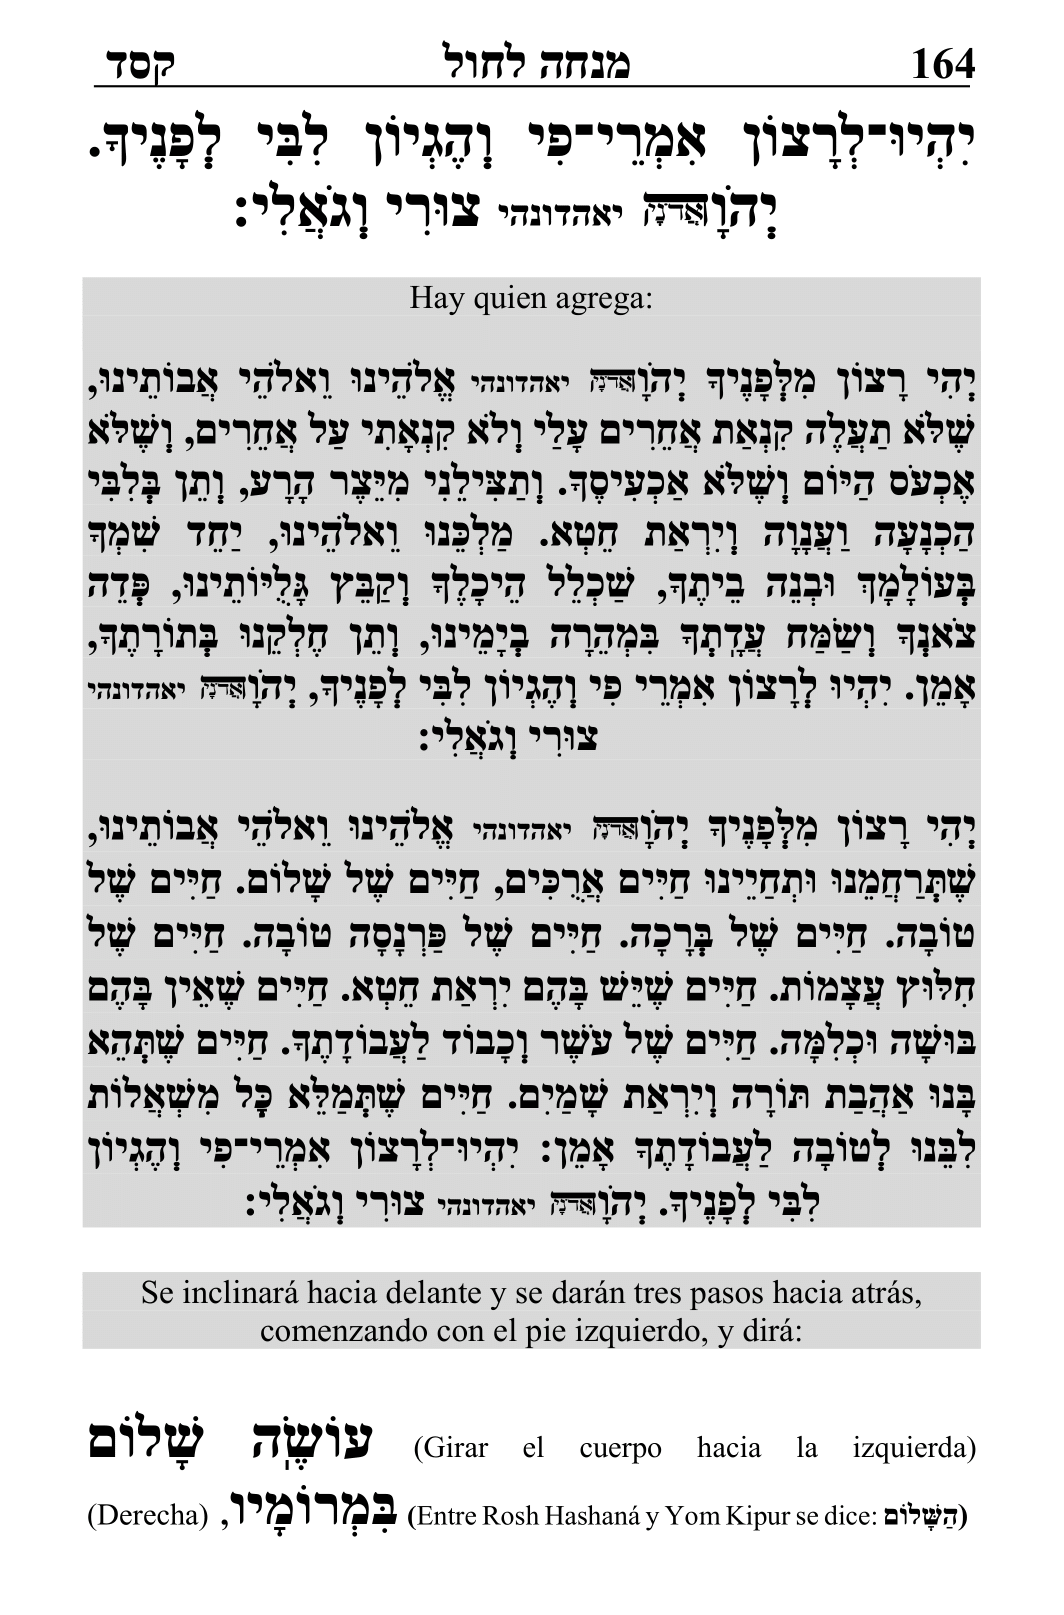 164 מנחה לחול קסד
יִהְיוּ־לְרָצוֹן אִמְרֵי־פִי וְהֶגְיוֹן לִבִּי לְפָנֶיךָ.
יְהֹוָאֲדֹנָיָ יאהדונהי צוּרִי וְגֹאֲלִי:
Hay quien agrega:
יְהִי רָצוֹן מִלְּפָנֶיךָ יְהֹוָאֲדֹנָיָ יאהדונהי אֱלֹהֵינוּ וֵאלֹהֵי אֲבוֹתֵינוּ,
שֶׁלֹּא תַעֲלֶה קִנְאַת אֲחֵרִים עָלַי וְלֹא קִנְאָתִי עַל אֲחֵרִים, וְשֶׁלֹּא
אֶכְעֹס הַיּוֹם וְשֶׁלֹּא אַכְעִיסֶךָ. וְתַצִּילֵנִי מִיֵּצֶר הָרָע, וְתֵן בְּלִבִּי
הַכְנָעָה וַעֲנָוָה וְיִרְאַת חֵטְא. מַלְכֵּנוּ וֵאלֹהֵינוּ, יַחֵד שִׁמְךָ
בְּעוֹלָמָךְ וּבְנֵה בֵיתֶךָ, שַׁכְלֵל הֵיכָלֶךָ וְקַבֵּץ גָּלֻיּוֹתֵינוּ, פְּדֵה
צֹאנְךָ וְשַׂמַּח עֲדָתְךָ בִּמְהֵרָה בְיָמֵינוּ, וְתֵן חֶלְקֵנוּ בְּתוֹרָתֶךָ,
אָמֵן. יִהְיוּ לְרָצוֹן אִמְרֵי פִי וְהֶגְיוֹן לִבִּי לְפָנֶיךָ, יְהֹוָאֲדֹנָיָ יאהדונהי
צוּרִי וְגֹאֲלִי:
יְהִי רָצוֹן מִלְּפָנֶיךָ יְהֹוָאֲדֹנָיָ יאהדונהי אֱלֹהֵינוּ וֵאלֹהֵי אֲבוֹתֵינוּ,
שֶׁתְּרַחֲמֵנוּ וּתְחַיֵינוּ חַיִּים אֲרֻכִּים, חַיִּים שֶׁל שָׁלוֹם. חַיִּים שֶׁל
טוֹבָה. חַיִּים שֶׁל בְּרָכָה. חַיִּים שֶׁל פַּרְנָסָה טוֹבָה. חַיִּים שֶׁל
חִלּוּץ עֲצָמוֹת. חַיִּים שֶׁיֵּשׁ בָּהֶם יִרְאַת חֵטְא. חַיִּים שֶׁאֵין בָּהֶם
בּוּשָׁה וּכְלִמָּה. חַיִּים שֶׁל עֹשֶׁר וְכָבוֹד לַעֲבוֹדָתֶךָ. חַיִּים שֶׁתְּהֵא
בָּנוּ אַהֲבַת תּוֹרָה וְיִרְאַת שָׁמַיִם. חַיִּים שֶׁתְּמַלֵּא כׇּל מִשְׁאֲלוֹת
לִבֵּנוּ לְטוֹבָה לַעֲבוֹדָתֶךָ אָמֵן: יִהְיוּ־לְרָצוֹן אִמְרֵי־פִי וְהֶגְיוֹן
לִבִּי לְפָנֶיךָ. יְהֹוָאֲדֹנָיָ יאהדונהי צוּרִי וְגֹאֲלִי:
Se inclinará hacia delante y se darán tres pasos hacia atrás,
comenzando con el pie izquierdo, y dirá:
(Girar el cuerpo hacia la izquierda) עוֹשֶׂה שָׁלוֹם
(Entre Rosh Hashaná y Yom Kipur se dice: הַשָּׁלוֹם) בִּמְרוֹמָיו, (Derecha)